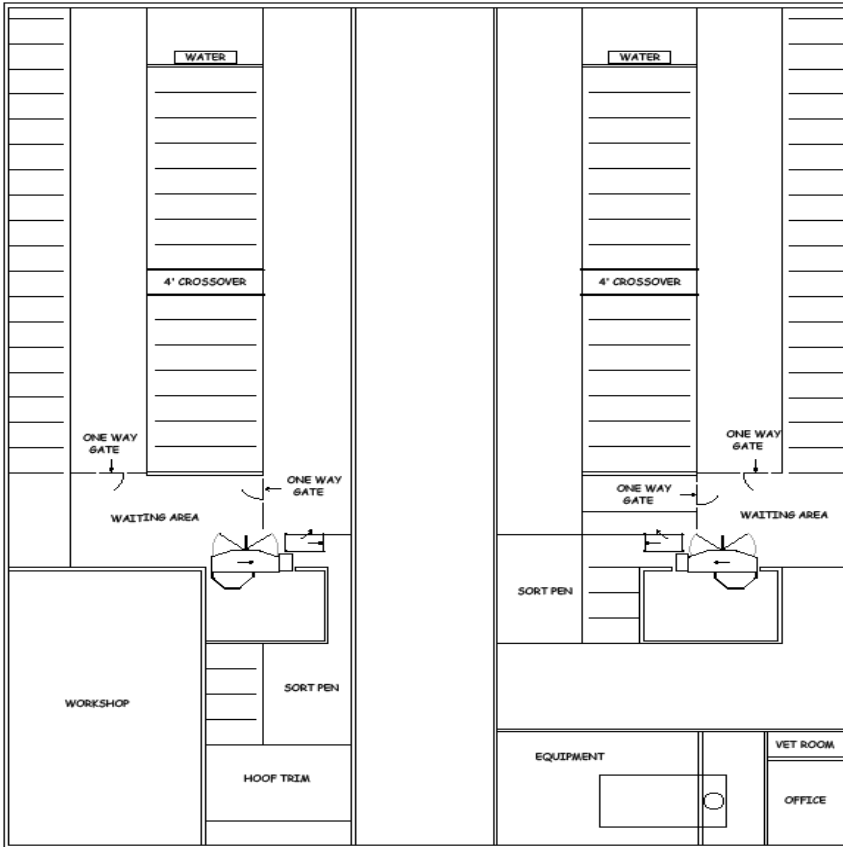 WATER
WATER
4' CROSSOVER
4' CROSSOVER
ONE WAY
GATE
ONE WAY
GATE
ONE WAY
GATE
ONE WAY
GATE
WAITING AREA
WAITING AREA
SORT PEN
SORT PEN
WORKSHOP
HOOF TRIM
EQUIPMENT
VET ROOM
OFFICE